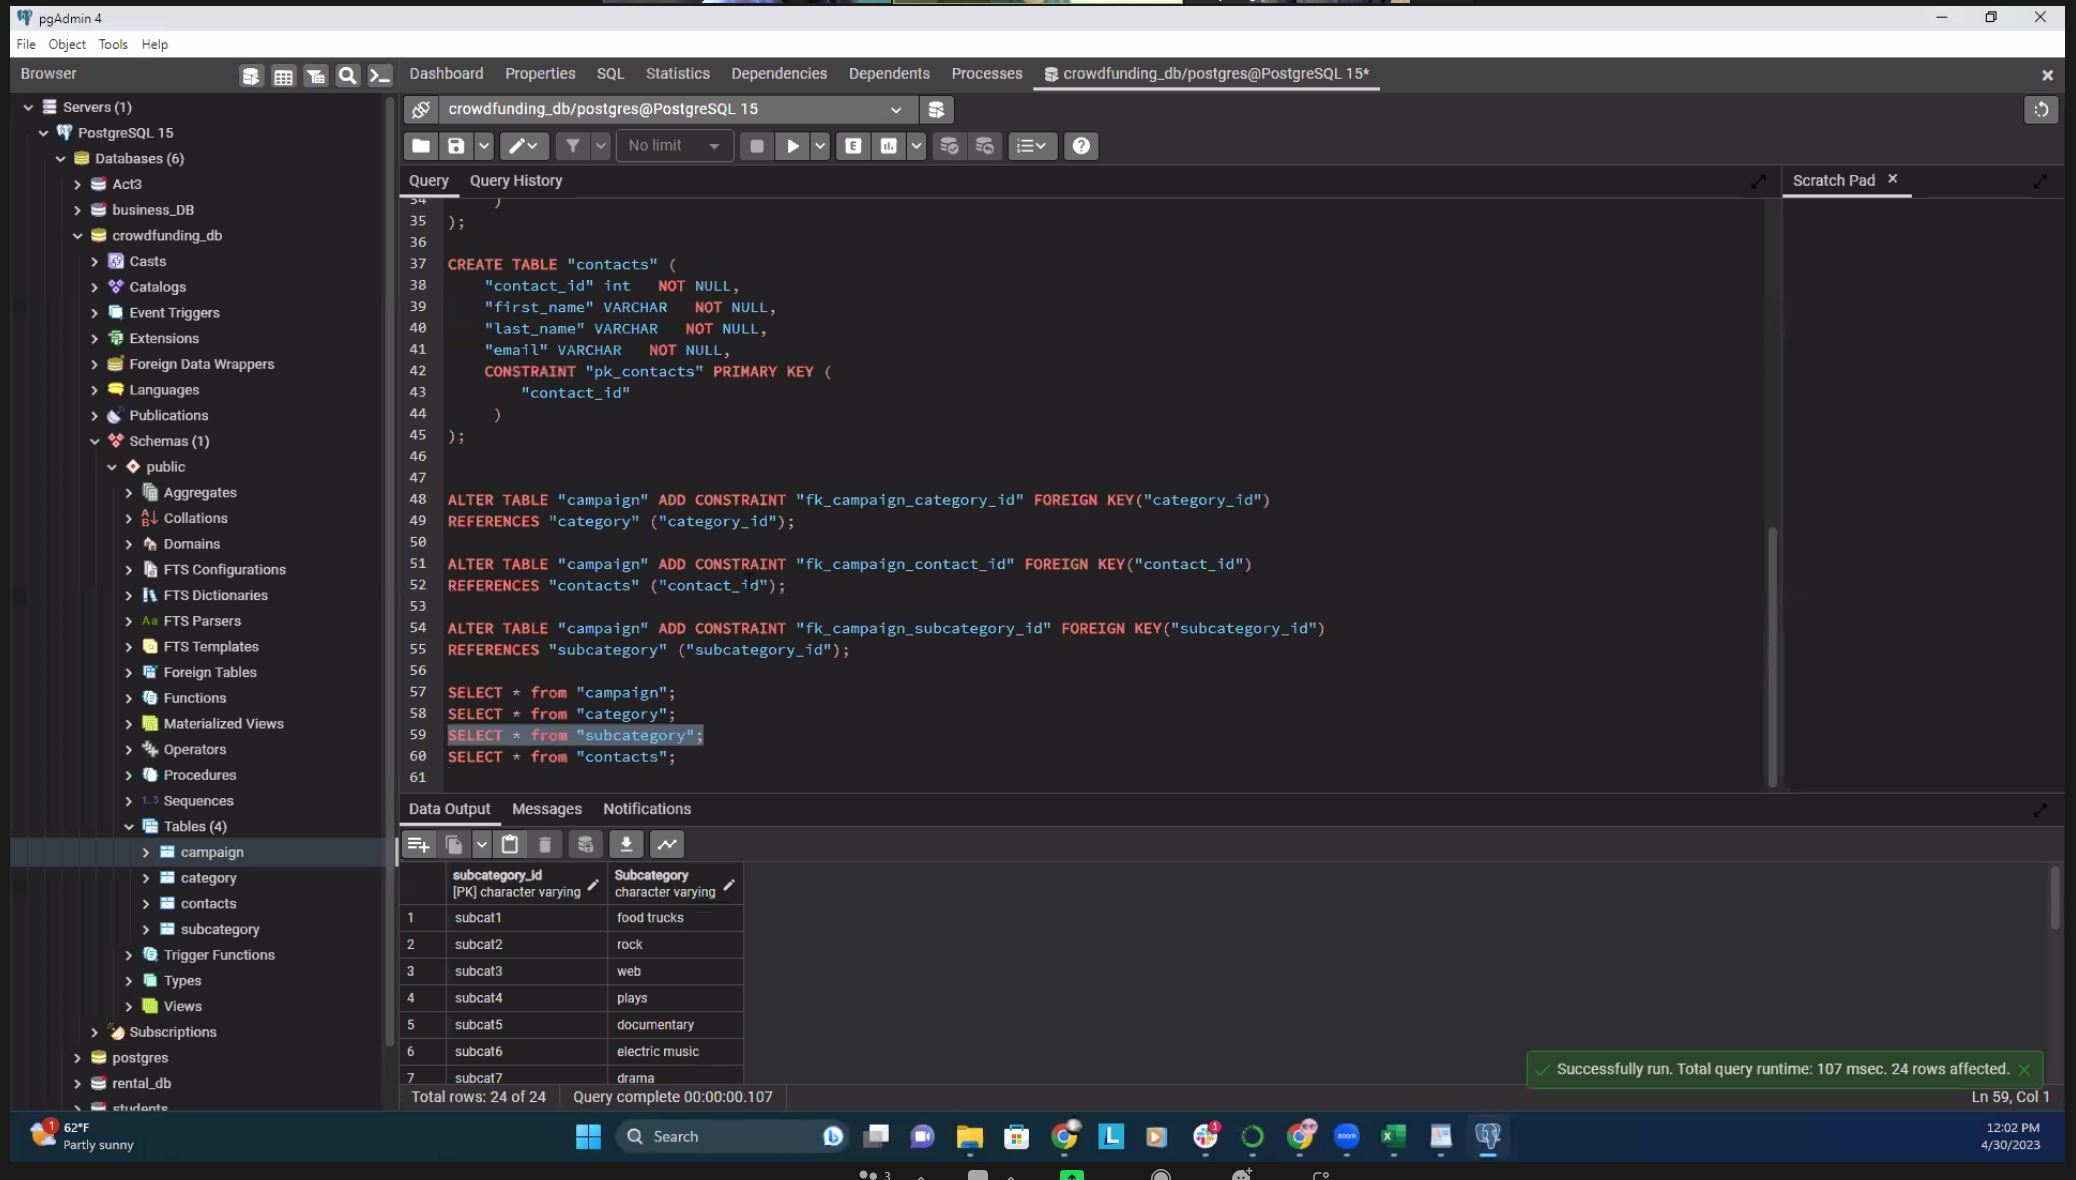 pgAdmin 4
File Object Tools Help
Browser
Dashboard Properties SQL Statistics Dependencies Dependents Processes crowdfunding_db/postgres@PostgreSQL 15*
Servers (1)
PostgreSQL 15
Databases (6)
Act3
business_DB
crowdfunding_db
Casts
Catalogs
Event Triggers
Extensions
Foreign Data Wrappers
Languages
Publications
Schemas (1)
public
Aggregates
Collations
Domains
FTS Configurations
FTS Dictionaries
Aa FTS Parsers
FTS Templates
Foreign Tables
Functions
Materialized Views
Operators
Procedures
1..3 Sequences
Tables (4)
campaign
category
contacts
subcategory
Trigger Functions
Types
Views
Subscriptions
postgres
rental_db
students
crowdfunding_db/postgres@PostgreSQL 15
No limit
E
Query Query History
Scratch Pad
34 )
35 );
36
37 CREATE TABLE "contacts" (
38 "contact_id" int NOT NULL,
39 "first_name" VARCHAR NOT NULL,
40 "last_name" VARCHAR NOT NULL,
41 "email" VARCHAR NOT NULL,
42 CONSTRAINT "pk_contacts" PRIMARY KEY (
43 "contact_id"
44 )
45 );
46
47
48 ALTER TABLE "campaign" ADD CONSTRAINT "fk_campaign_category_id" FOREIGN KEY("category_id")
49 REFERENCES "category" ("category_id");
50
51 ALTER TABLE "campaign" ADD CONSTRAINT "fk_campaign_contact_id" FOREIGN KEY("contact_id")
52 REFERENCES "contacts" ("contact_id");
53
54 ALTER TABLE "campaign" ADD CONSTRAINT "fk_campaign_subcategory_id" FOREIGN KEY("subcategory_id")
55 REFERENCES "subcategory" ("subcategory_id");
56
57 SELECT * from "campaign";
58 SELECT * from "category";
59 SELECT * from "subcategory";
60 SELECT * from "contacts";
61
Data Output Messages Notifications
subcategory_id Subcategory
[PK] character varying character varying
1 subcat1 food trucks
2 subcat2 rock
3 subcat3 web
4 subcat4 plays
5 subcat5 documentary
6 subcat6 electric music
7 subcat7 drama
Successfully run. Total query runtime: 107 msec. 24 rows affected.
Total rows: 24 of 24 Query complete 00:00:00.107 Ln 59, Col 1
1 62°F
Partly sunny
Search
L
1
zoom
12:02 PM
4/30/2023
3